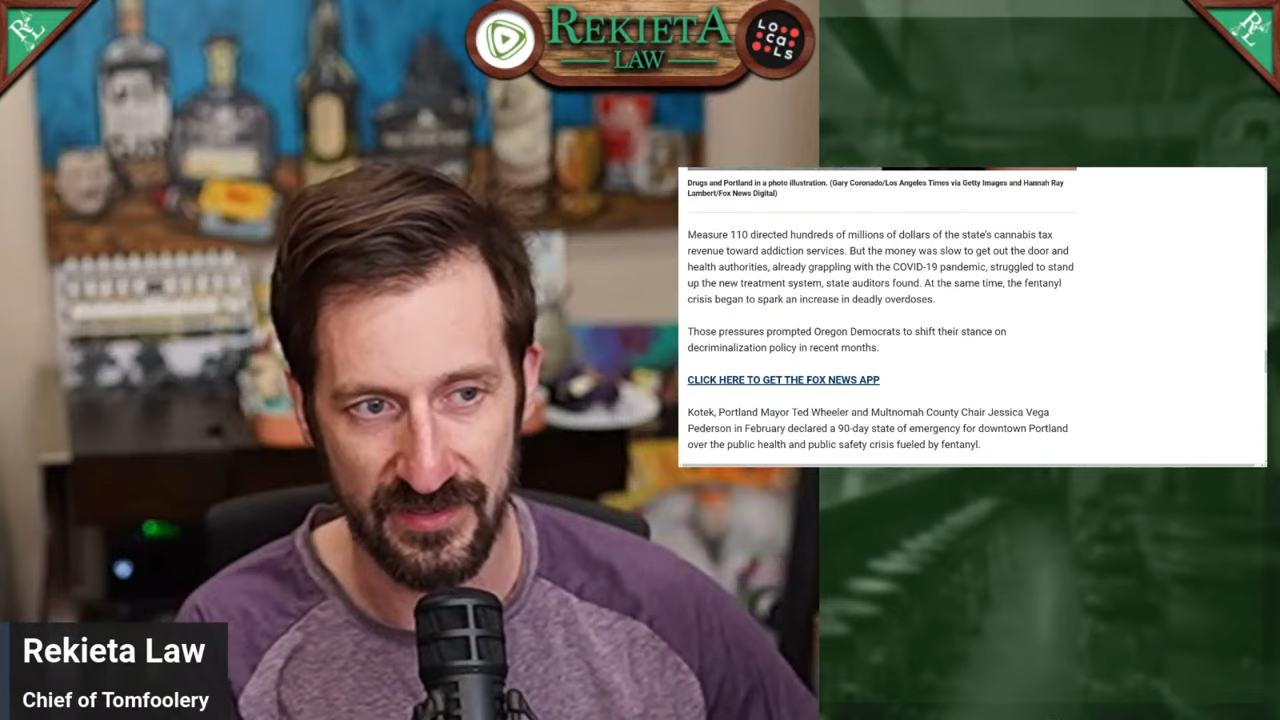 REKIETA
LAW
LOcaLS
RL
RL
Drugs and Portland in a photo illustration. (Gary Coronado/Los Angeles Times via Getty Images and Hannah Ray
Lambert/Fox News Digital)
Measure 110 directed hundreds of millions of dollars of the state's cannabis tax
revenue toward addiction services. But the money was slow to get out the door and
health authorities, already grappling with the COVID-19 pandemic, struggled to stand
up the new treatment system, state auditors found. At the same time, the fentanyl
crisis began to spark an increase in deadly overdoses.
Those pressures prompted Oregon Democrats to shift their stance on
decriminalization policy in recent months.
CLICK HERE TO GET THE FOX NEWS APP
Kotek, Portland Mayor Ted Wheeler and Multnomah County Chair Jessica Vega
Pederson in February declared a 90-day state of emergency for downtown Portland
over the public health and public safety crisis fueled by fentanyl.
Rekieta Law
Chief of Tomfoolery